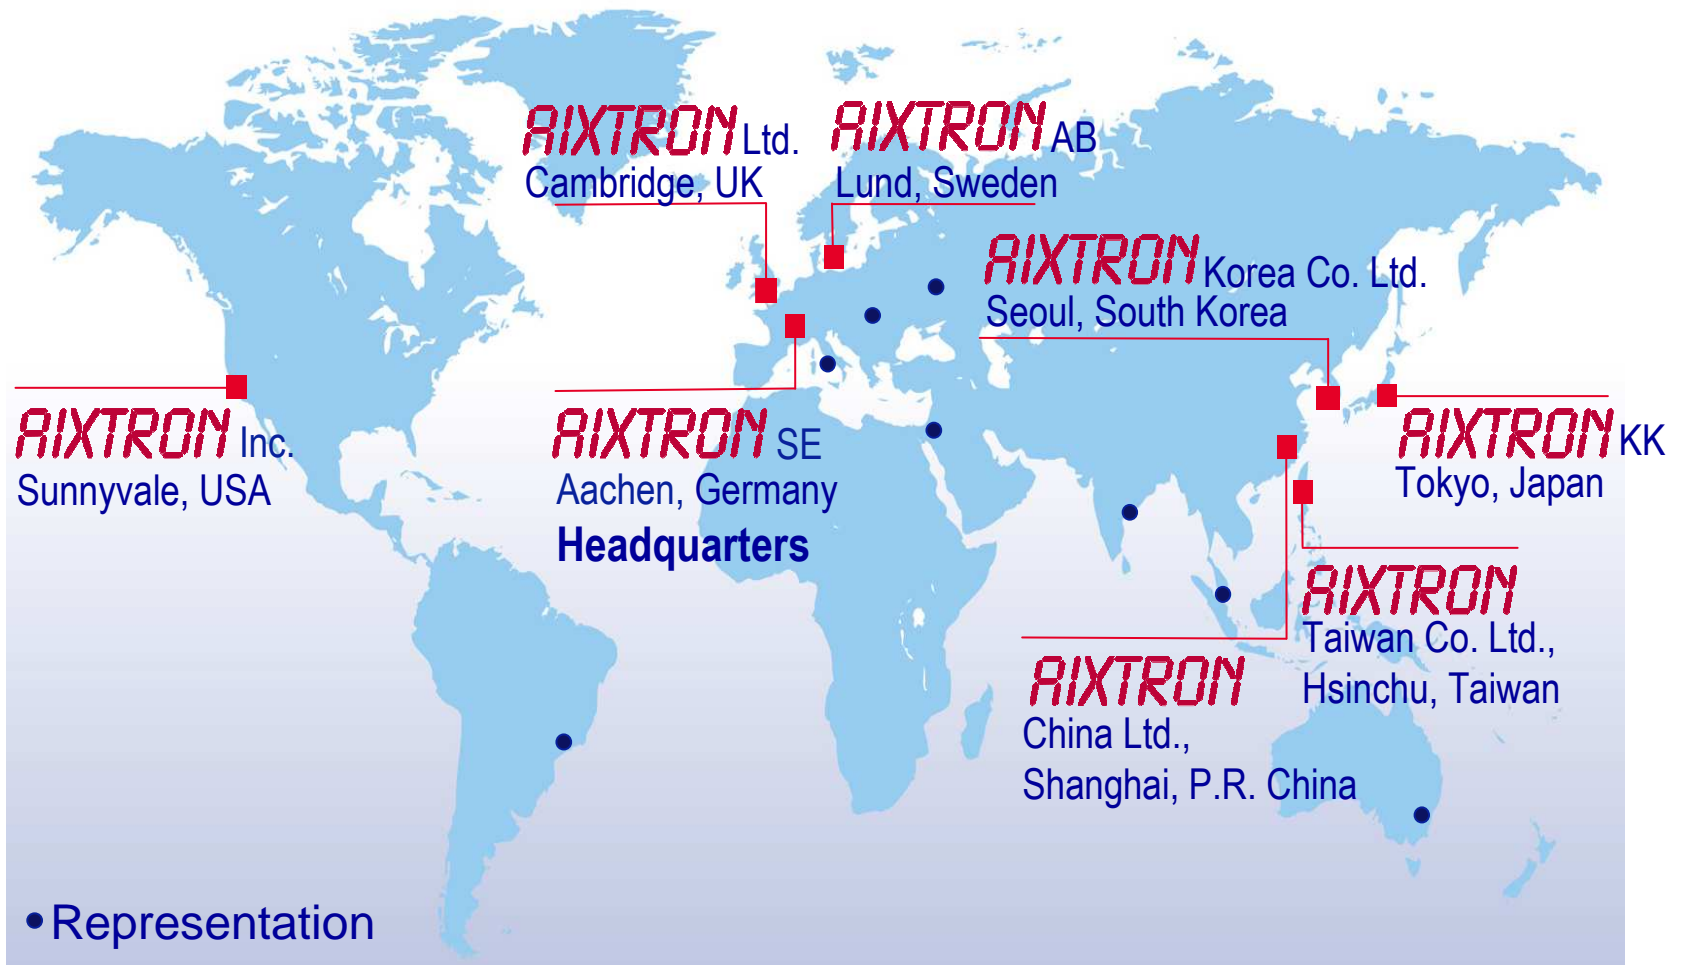 AIXTRON Ltd.
Cambridge, UK
AIXTRON AB
Lund, Sweden
AIXTRON Korea Co. Ltd.
Seoul, South Korea
AIXTRON Inc.
Sunnyvale, USA
AIXTRON SE
Aachen, Germany
Headquarters
AIXTRON KK
Tokyo, Japan
AIXTRON
Taiwan Co. Ltd.,
Hsinchu, Taiwan
AIXTRON
China Ltd.,
Shanghai, P.R. China
• Representation